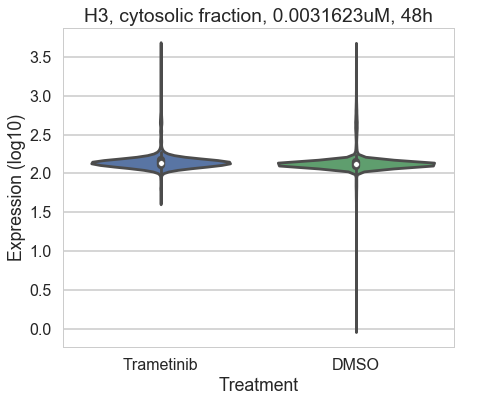 H3, cytosolic fraction, 0.0031623uM, 48h
Expression (log10)
3.5
3.0
2.5
2.0
1.5
1.0
0.5
0.0
Trametinib DMSO
Treatment